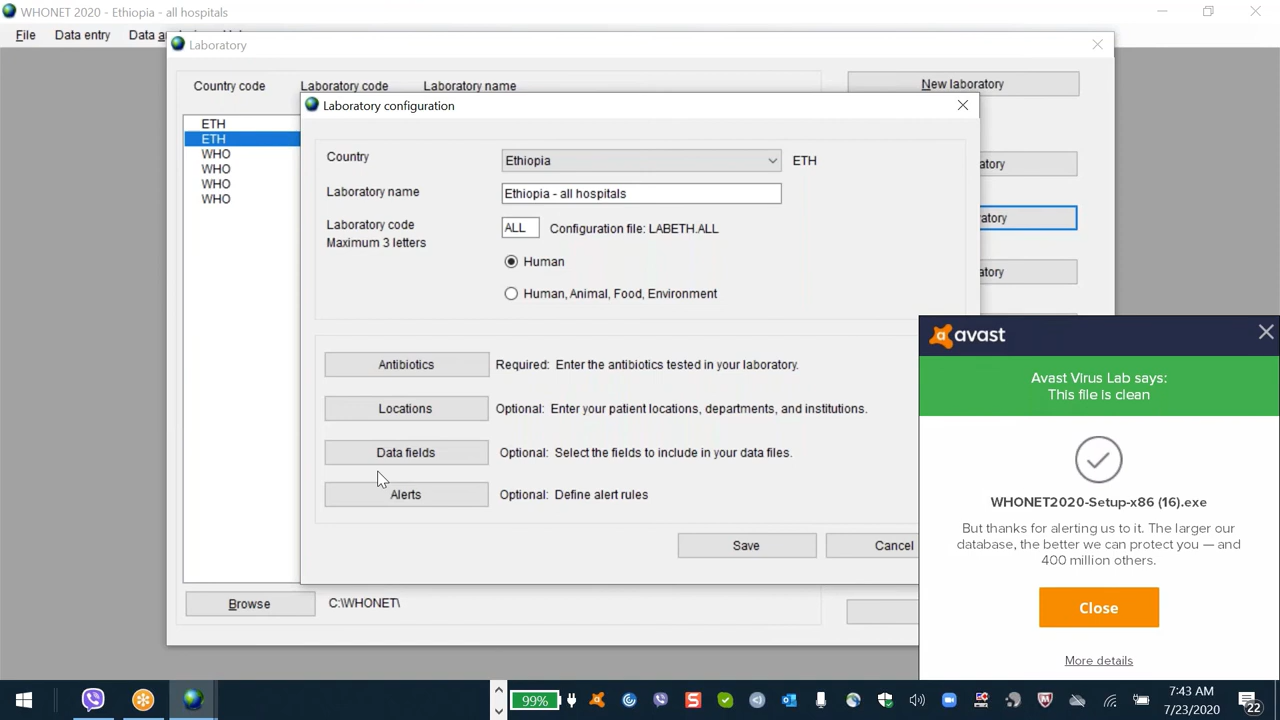 WHONET 2020 - Ethiopia - all hospitals
File Data entry Data a
Laboratory
Country code Laboratory code Laboratory name
New laboratory
ETH
ETH
WHO
WHO
WHO
WHO
Laboratory configuration
Country Ethiopia ETH
Laboratory name Ethiopia - all hospitals
Laboratory code
Maximum 3 letters
ALL Configuration file: LABETH.ALL
Human
Human, Animal, Food, Environment
Antibiotics Required: Enter the antibiotics tested in your laboratory.
Locations Optional: Enter your patient locations, departments, and institutions.
Data fields Optional: Select the fields to include in your data files.
Alerts Optional: Define alert rules
Save Cancel
Browse C:\WHONET\
avast
Avast Virus Lab says:
This file is clean
WHONET2020-Setup-x86 (16).exe
But thanks for alerting us to it. The larger our
database, the better we can protect you — and
400 million others.
Close
More details
99%
7:43 AM
7/23/2020
22